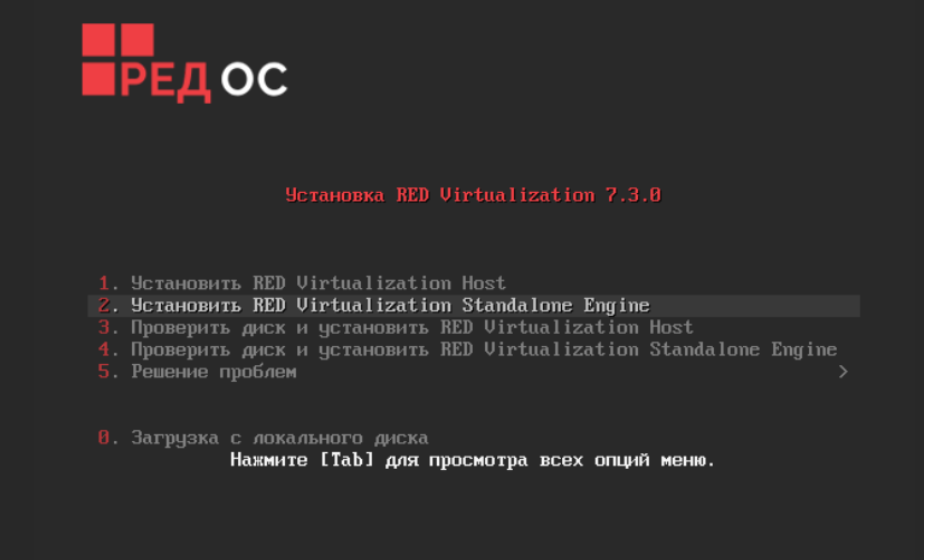 РЕД ОС
Установка RED Virtualization 7.3.0
1. Установить RED Virtualization Host
2. Установить RED Virtualization Standalone Engine
3. Проверить диск и установить RED Virtualization Host
4. Проверить диск и установить RED Virtualization Standalone Engine
5. Решение проблем >
0. Загрузка с локального диска
Нажмите [Tab] для просмотра всех опций меню.